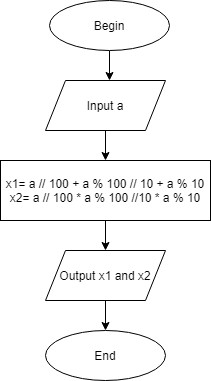 Begin
Input a
x1= a // 100 + a % 100 // 10 + a % 10
x2= a // 100 * a % 100 //10 * a % 10
Output x1 and x2
End